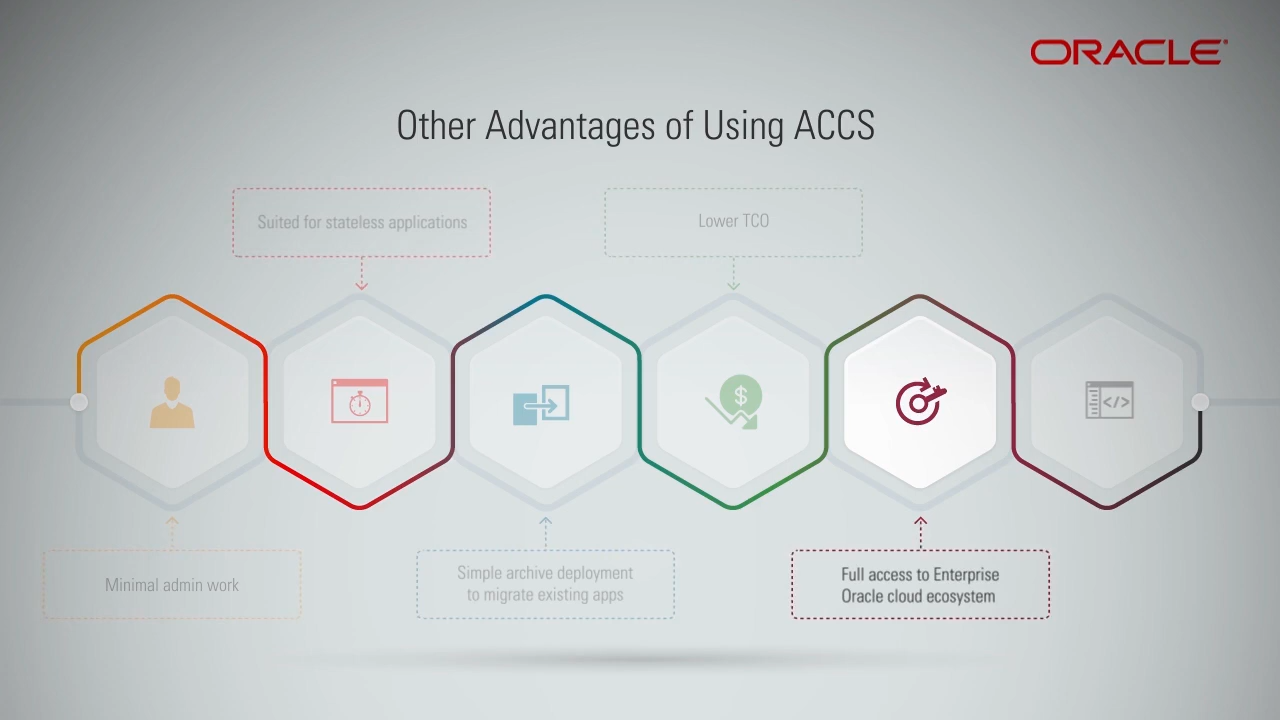 ORACLE
Other Advantages of Using ACCS
Suited for stateless applications
Lower TCO
$
</>
Minimal admin work
Simple archive deployment
to migrate existing apps
Full access to Enterprise
Oracle cloud ecosystem